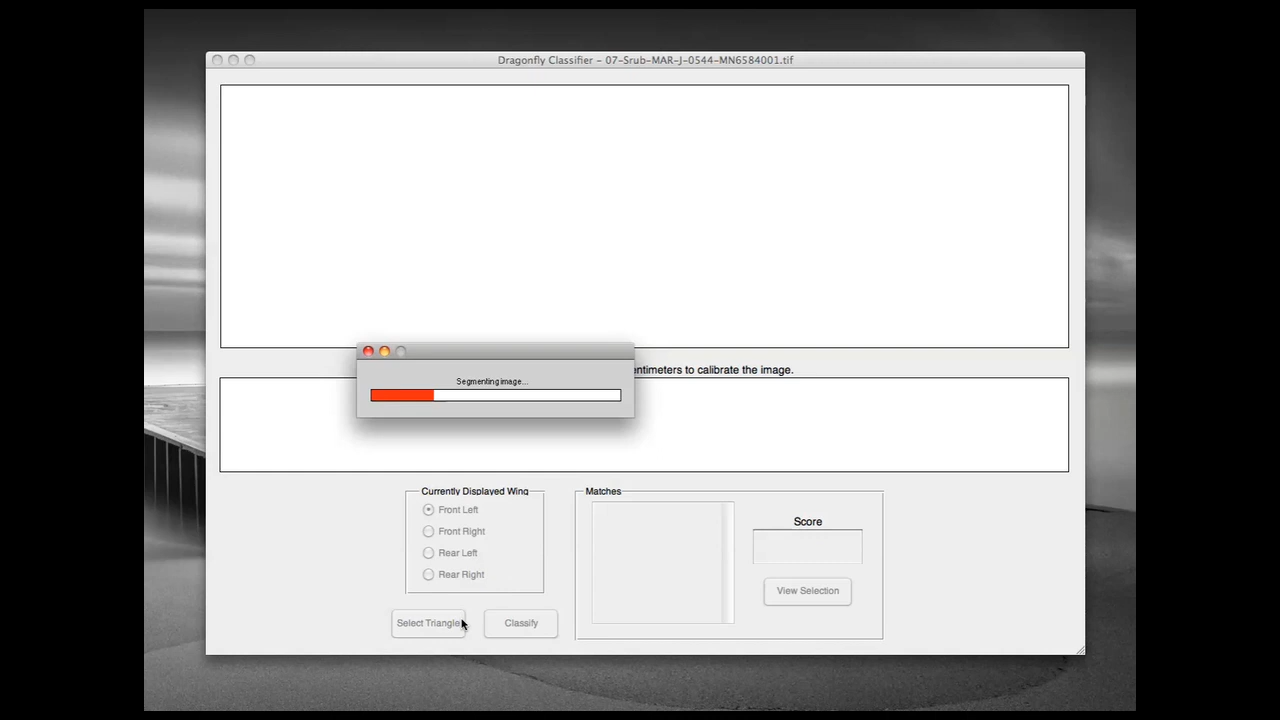 Dragonfly Classifier – 07-Srub-MAR-J-0544-MN6584001.tif
Segmenting image...
to calibrate the image.
Currently Displayed Wing
Front Left
Front Right
Rear Left
Rear Right
Select Triangle
Classify
Matches
Score
View Selection